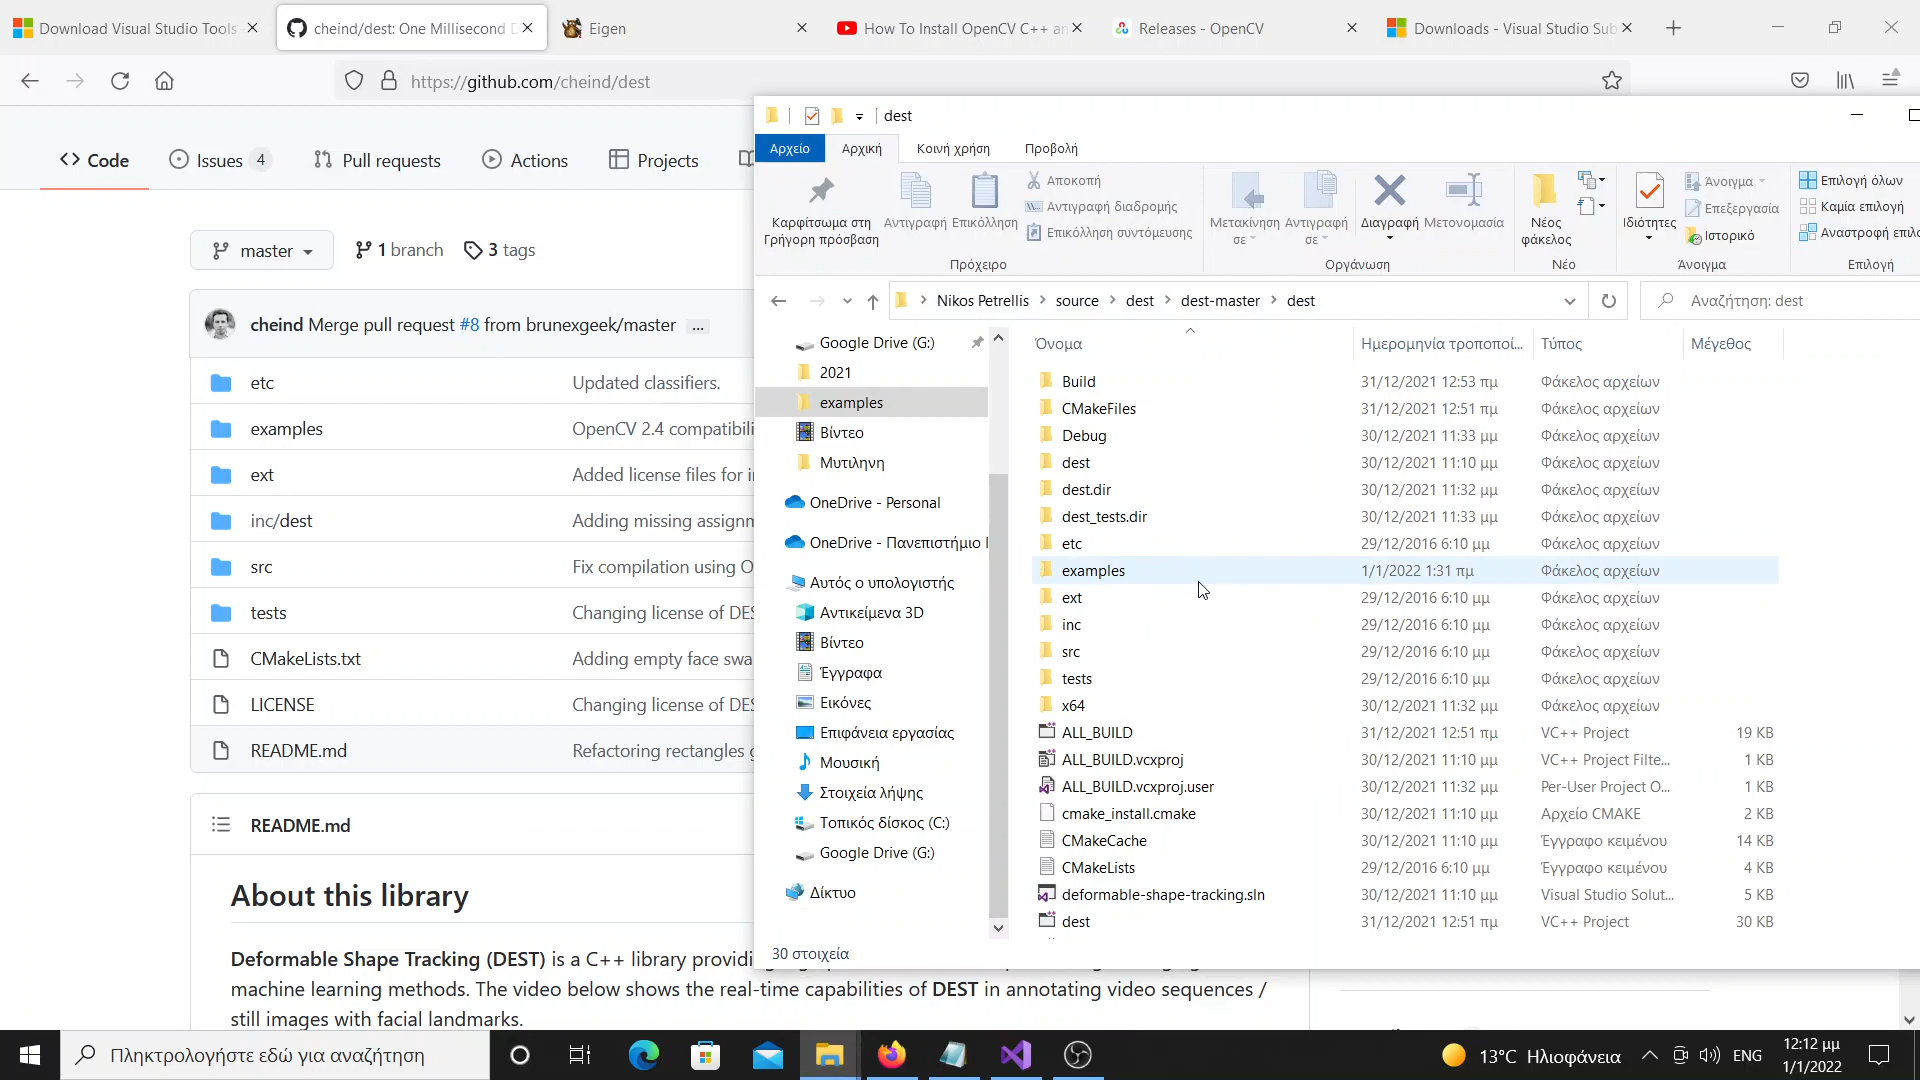 Download Visual Studio Tools
cheind/dest: One Millisecond D
Eigen
How To Install OpenCV C++ an
Releases - OpenCV
Downloads - Visual Studio Sub
https://github.com/cheind/dest
Code
Issues 4
Pull requests
Actions
Projects
master
1 branch
3 tags
cheind Merge pull request #8 from brunexgeek/master ...
etc Updated classifiers.
examples OpenCV 2.4 compatibili
ext Added license files for i
inc/dest Adding missing assignm
src Fix compilation using O
tests Changing license of DES
CMakeLists.txt Adding empty face swa
LICENSE Changing license of DES
README.md Refactoring rectangles g
README.md
About this library
Deformable Shape Tracking (DEST) is a C++ library providi
machine learning methods. The video below shows the real-time capabilities of DEST in annotating video sequences /
still images with facial landmarks.
dest
Αρχείο Αρχική Κοινή χρήση Προβολή
Καρφίτσωμα στη
Γρήγορη πρόσβαση
Αντιγραφή
Επικόλληση
Αποκοπή
Αντιγραφή διαδρομής
Επικόλληση συντόμευσης
Πρόχειρο
Μετακίνηση
σε
Αντιγραφή
σε
Διαγραφή
Μετονομασία
Οργάνωση
Νέος
φάκελος
Νέο
Ιδιότητες
Άνοιγμα
Επεξεργασία
Ιστορικό
Άνοιγμα
Επιλογή όλων
Καμία επιλογή
Αναστροφή επιλο
Επιλογή
Nikos Petrellis > source > dest > dest-master > dest
Αναζήτηση: dest
Google Drive (G:)
2021
examples
Βίντεο
Μυτιληνη
OneDrive - Personal
OneDrive - Πανεπιστήμιο
Αυτός ο υπολογιστής
Αντικείμενα 3D
Βίντεο
Έγγραφα
Εικόνες
Επιφάνεια εργασίας
Μουσική
Στοιχεία λήψης
Τοπικός δίσκος (C:)
Google Drive (G:)
Δίκτυο
Όνομα Ημερομηνία τροποποί... Τύπος Μέγεθος
Build 31/12/2021 12:53 πμ Φάκελος αρχείων
CMakeFiles 31/12/2021 12:51 πμ Φάκελος αρχείων
Debug 30/12/2021 11:33 μμ Φάκελος αρχείων
dest 30/12/2021 11:10 μμ Φάκελος αρχείων
dest.dir 30/12/2021 11:32 μμ Φάκελος αρχείων
dest_tests.dir 30/12/2021 11:33 μμ Φάκελος αρχείων
etc 29/12/2016 6:10 μμ Φάκελος αρχείων
examples 1/1/2022 1:31 πμ Φάκελος αρχείων
ext 29/12/2016 6:10 μμ Φάκελος αρχείων
inc 29/12/2016 6:10 μμ Φάκελος αρχείων
src 29/12/2016 6:10 μμ Φάκελος αρχείων
tests 29/12/2016 6:10 μμ Φάκελος αρχείων
x64 30/12/2021 11:32 μμ Φάκελος αρχείων
ALL_BUILD 31/12/2021 12:51 πμ VC++ Project 19 KB
ALL_BUILD.vcxproj 30/12/2021 11:10 μμ VC++ Project Filte... 1 KB
ALL_BUILD.vcxproj.user 30/12/2021 11:32 μμ Per-User Project O... 1 KB
cmake_install.cmake 30/12/2021 11:10 μμ Αρχείο CMAKE 2 KB
CMakeCache 30/12/2021 11:10 μμ Έγγραφο κειμένου 14 KB
CMakeLists 29/12/2016 6:10 μμ Έγγραφο κειμένου 4 KB
deformable-shape-tracking.sln 30/12/2021 11:10 μμ Visual Studio Solut... 5 KB
dest 31/12/2021 12:51 πμ VC++ Project 30 KB
30 στοιχεία
Πληκτρολογήστε εδώ για αναζήτηση
13°C Ηλιοφάνεια
ENG
12:12 μμ
1/1/2022